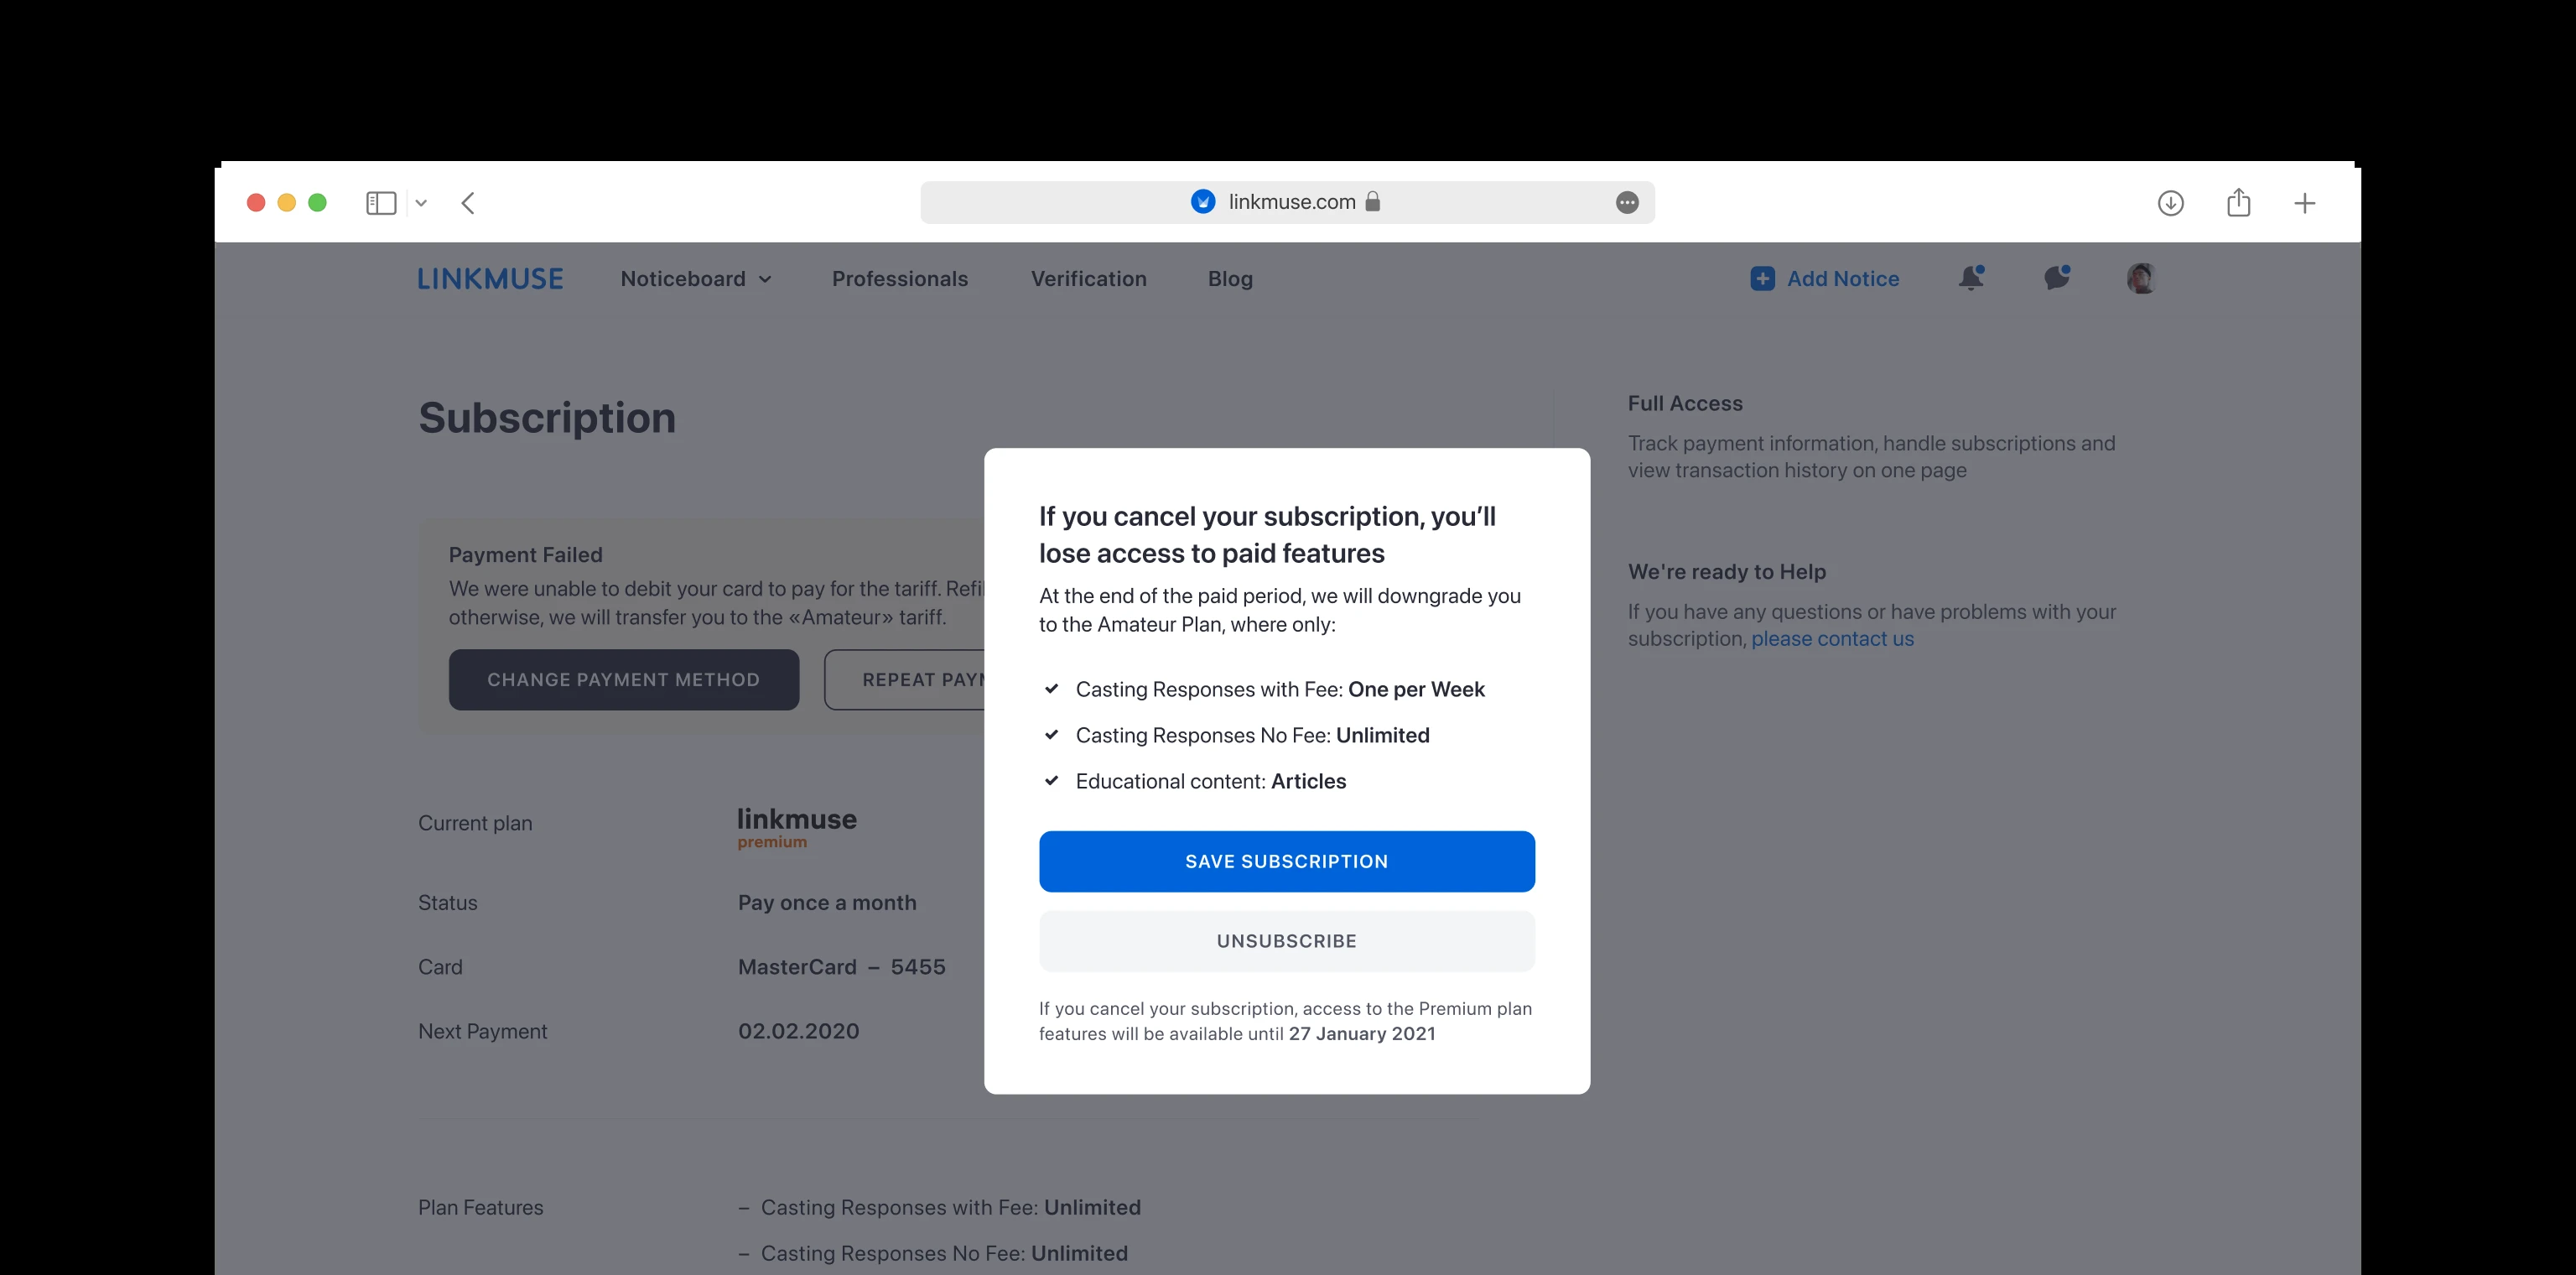 linkmuse.com
LINKMUSE
Noticeboard
Professionals
Verification
Blog
Add Notice
Subscription
Full Access
Track payment information, handle subscriptions and
view transaction history on one page
We're ready to Help
If you have any questions or have problems with your
subscription, please contact us
Payment Failed
We were unable to debit your card to pay for the tariff.
otherwise, we will transfer you to the «Amateur» tariff.
CHANGE PAYMENT METHOD
REPEAT
Current plan
linkmuse
premium
Status
Pay once a month
Card
MasterCard – 5455
Next Payment
02.02.2020
Plan Features
– Casting Responses with Fee: Unlimited
– Casting Responses No Fee: Unlimited
If you cancel your subscription, you’ll
lose access to paid features
At the end of the paid period, we will downgrade you
to the Amateur Plan, where only:
Casting Responses with Fee: One per Week
Casting Responses No Fee: Unlimited
Educational content: Articles
SAVE SUBSCRIPTION
UNSUBSCRIBE
If you cancel your subscription, access to the Premium plan
features will be available until 27 January 2021